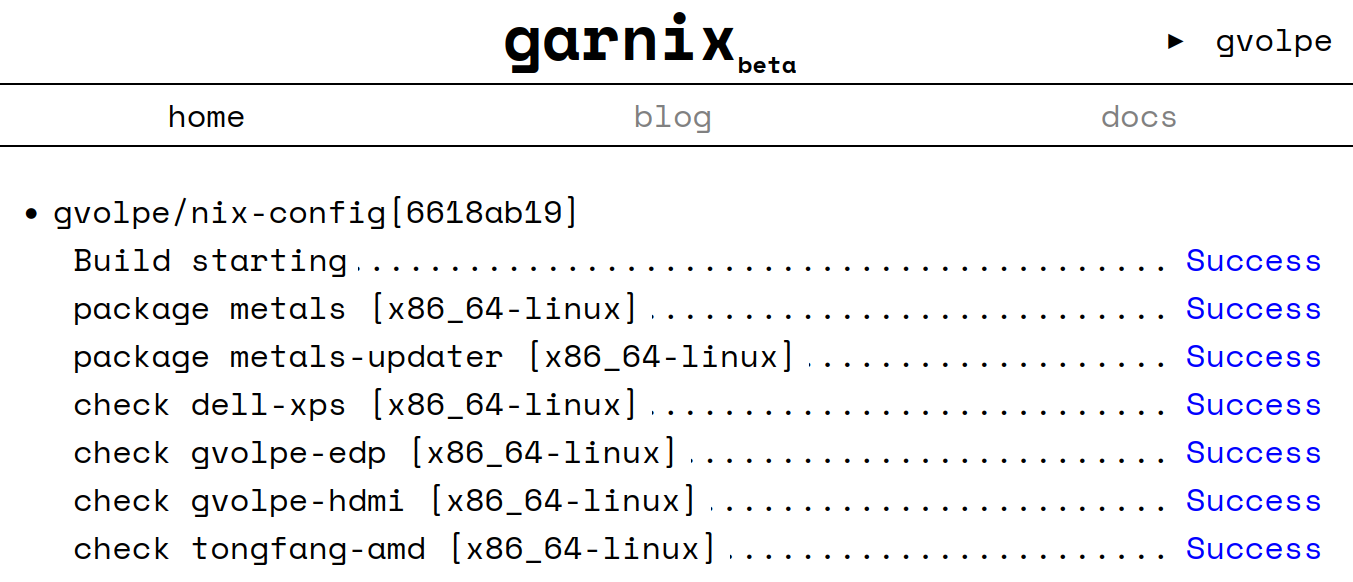 garnix beta
▶ gvolpe
home blog docs
• gvolpe/nix-config[6618ab19]
Build starting ........................................ Success
package metals [x86_64-linux] .......................... Success
package metals-updater [x86_64-linux] .................. Success
check dell-xps [x86_64-linux] .......................... Success
check gvolpe-edp [x86_64-linux] ........................ Success
check gvolpe-hdmi [x86_64-linux] ....................... Success
check tongfang-amd [x86_64-linux] ...................... Success